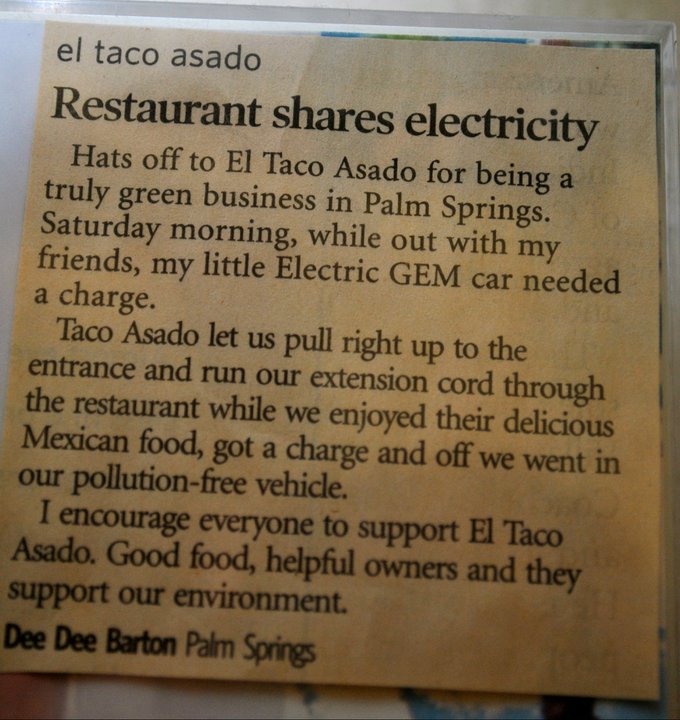 el taco asado
Restaurant shares electricity
Hats off to El Taco Asado for being a
truly green business in Palm Springs.
Saturday morning, while out with my
friends, my little Electric GEM car needed
a charge.
Taco Asado let us pull right up to the
entrance and run our extension cord through
the restaurant while we enjoyed their delicious
Mexican food, got a charge and off we went in
our pollution-free vehicle.
I encourage everyone to support El Taco
Asado. Good food, helpful owners and they
support our environment.
Dee Dee Barton Palm Springs